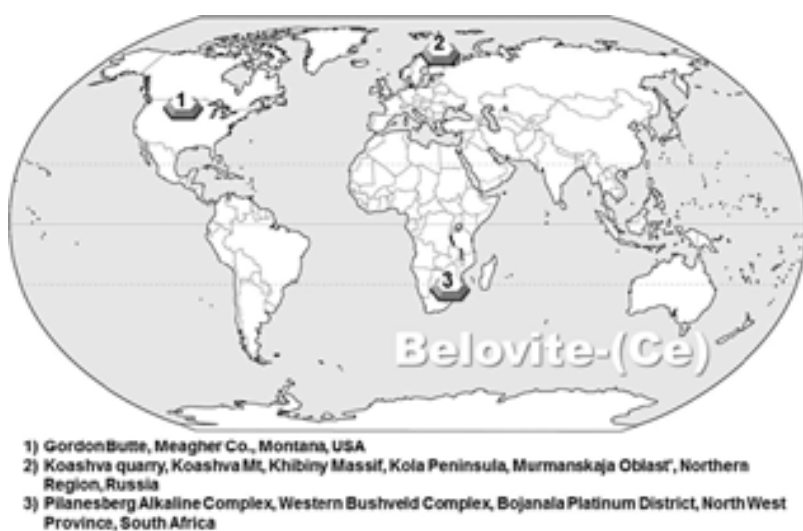 2
1
3
Belovite-(Ce)
1) Gordon Butte, Meagher Co., Montana, USA
2) Koashva quarry, Koashva Mt, Khibiny Massif, Kola Peninsula, Murmanskaja Oblast', Northern
Region, Russia
3) Pilanesberg Alkaline Complex, Western Bushveld Complex, Bojanala Platinum District, North West
Province, South Africa